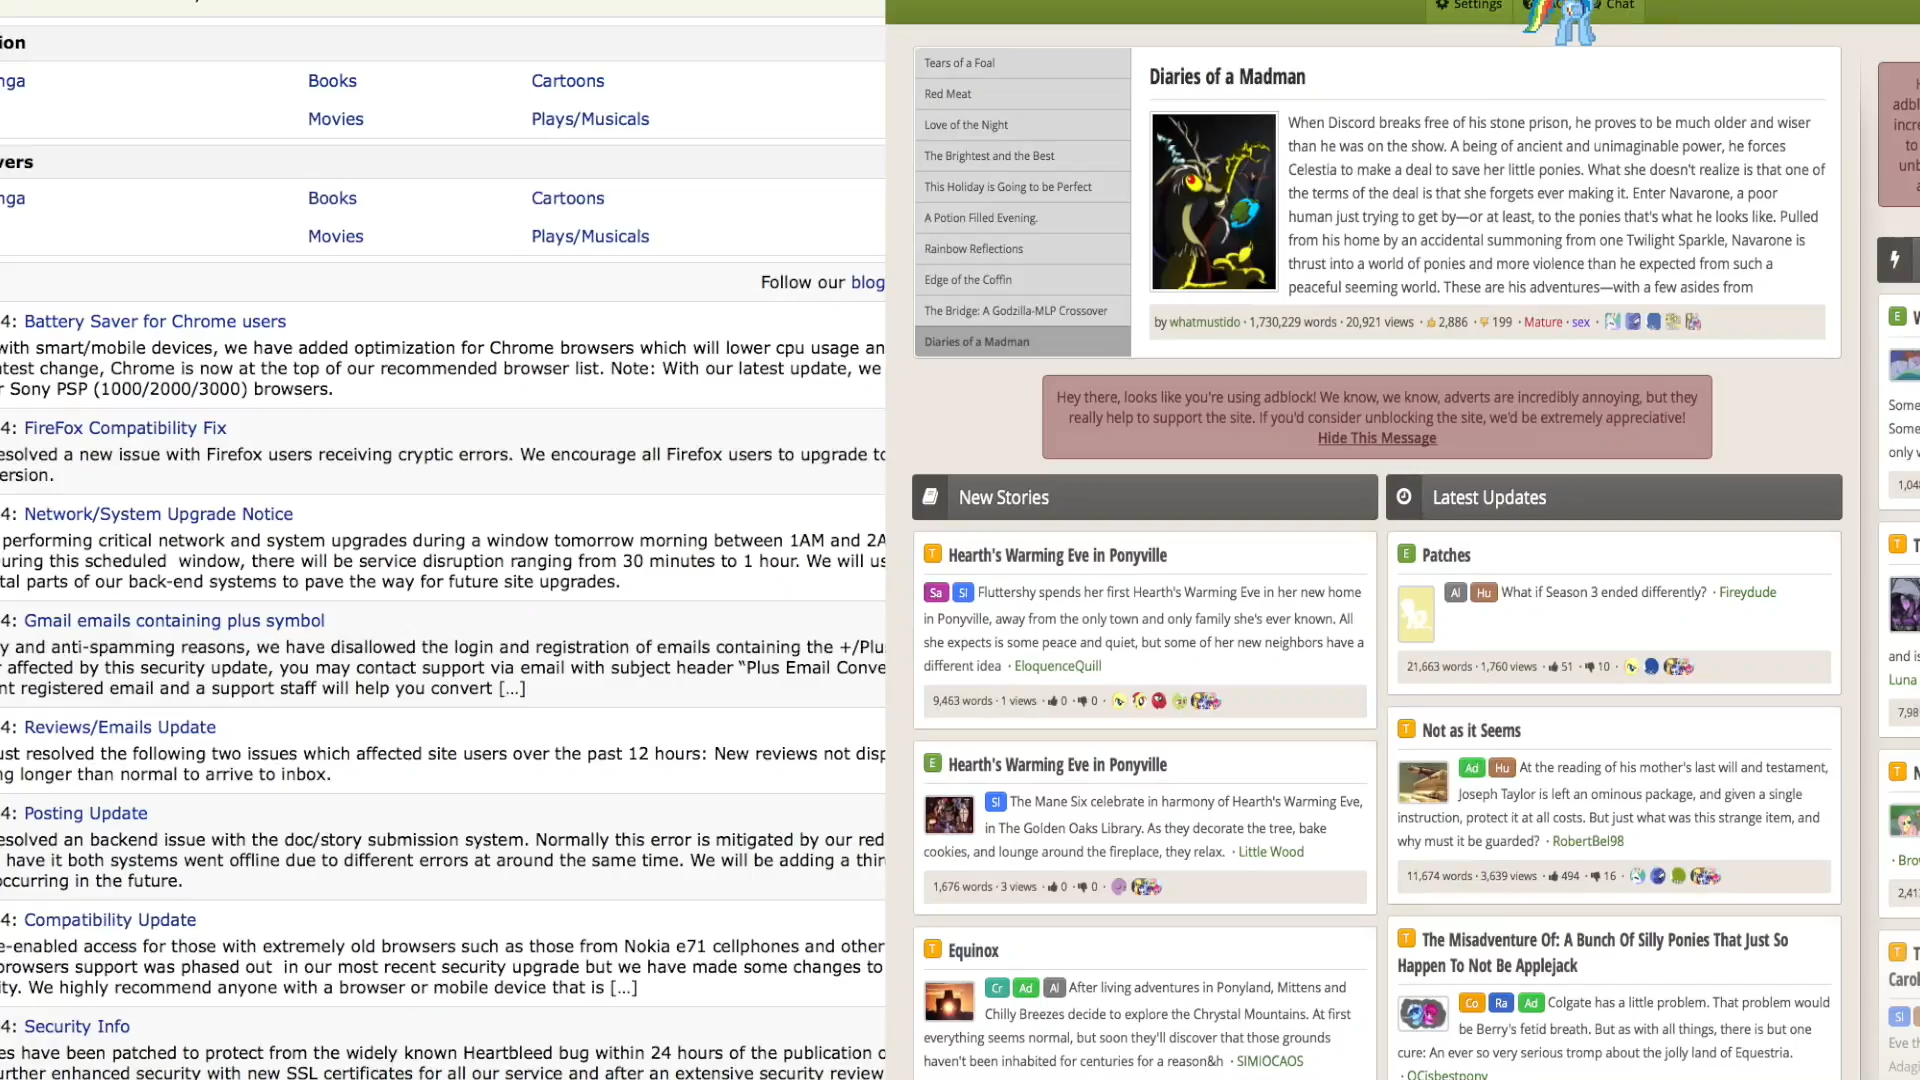 ion
nga
Books
Cartoons
Movies
Plays/Musicals
vers
nga
Books
Cartoons
Movies
Plays/Musicals
Follow our blog
4: Battery Saver for Chrome users
with smart/mobile devices, we have added optimization for Chrome browsers which will lower cpu usage an
atest change, Chrome is now at the top of our recommended browser list. Note: With our latest update, we
r Sony PSP (1000/2000/3000) browsers.
4: FireFox Compatibility Fix
esolved a new issue with Firefox users receiving cryptic errors. We encourage all Firefox users to upgrade to
ersion.
4: Network/System Upgrade Notice
performing critical network and system upgrades during a window tomorrow morning between 1AM and 2A
uring this scheduled window, there will be service disruption ranging from 30 minutes to 1 hour. We will us
tal parts of our back-end systems to pave the way for future site upgrades.
4: Gmail emails containing plus symbol
y and anti-spamming reasons, we have disallowed the login and registration of emails containing the +/Plus
r affected by this security update, you may contact support via email with subject header “Plus Email Conve
nt registered email and a support staff will help you convert [...]
4: Reviews/Emails Update
ust resolved the following two issues which affected site users over the past 12 hours: New reviews not disp
ng longer than normal to arrive to inbox.
4: Posting Update
esolved an backend issue with the doc/story submission system. Normally this error is mitigated by our red
have it both systems went offline due to different errors at around the same time. We will be adding a thir
occurring in the future.
4: Compatibility Update
e-enabled access for those with extremely old browsers such as those from Nokia e71 cellphones and other
browsers support was phased out in our most recent security upgrade but we have made some changes to
ity. We highly recommend anyone with a browser or mobile device that is [...]
4: Security Info
es have been patched to protect from the widely known Heartbleed bug within 24 hours of the publication o
urther enhanced security with new SSL certificates for all our service and after an extensive security review
Settings
Chat
Tears of a Foal
Red Meat
Love of the Night
The Brightest and the Best
This Holiday is Going to be Perfect
A Potion Filled Evening.
Rainbow Reflections
Edge of the Coffin
The Bridge: A Godzilla-MLP Crossover
Diaries of a Madman
Diaries of a Madman
When Discord breaks free of his stone prison, he proves to be much older and wiser
than he was on the show. A being of ancient and unimaginable power, he forces
Celestia to make a deal to save her little ponies. What she doesn't realize is that one of
the terms of the deal is that she forgets ever making it. Enter Navarone, a poor
human just trying to get by—or at least, to the ponies that's what he looks like. Pulled
from his home by an accidental summoning from one Twilight Sparkle, Navarone is
thrust into a world of ponies and more violence than he expected from such a
peaceful seeming world. These are his adventures—with a few asides from
by whatmustido · 1,730,229 words · 20,921 views · 2,886 · 199 · Mature · sex ·
Hey there, looks like you're using adblock! We know, we know, adverts are incredibly annoying, but they
really help to support the site. If you'd consider unblocking the site, we'd be extremely appreciative!
Hide This Message
New Stories
T Hearth's Warming Eve in Ponyville
Sa Sl Fluttershy spends her first Hearth's Warming Eve in her new home
in Ponyville, away from the only town and only family she's ever known. All
she expects is some peace and quiet, but some of her new neighbors have a
different idea · EloquenceQuill
9,463 words · 1 views · 0 · 0 ·
E Hearth's Warming Eve in Ponyville
Sl The Mane Six celebrate in harmony of Hearth's Warming Eve,
in The Golden Oaks Library. As they decorate the tree, bake
cookies, and lounge around the fireplace, they relax. · Little Wood
1,676 words · 3 views · 0 · 0 ·
T Equinox
Cr Ad Al After living adventures in Ponyland, Mittens and
Chilly Breezes decide to explore the Chrystal Mountains. At first
everything seems normal, but soon they'll discover that those grounds
haven't been inhabited for centuries for a reason&h · SIMIOCAOS
Latest Updates
E Patches
Al Hu What if Season 3 ended differently? · Fireydude
21,663 words · 1,760 views · 51 · 10 ·
T Not as it Seems
Ad Hu At the reading of his mother's last will and testament,
Joseph Taylor is left an ominous package, and given a single
instruction, protect it at all costs. But just what was this strange item, and
why must it be guarded? · RobertBel98
11,674 words · 3,639 views · 494 · 16 ·
T The Misadventure Of: A Bunch Of Silly Ponies That Just So
Happen To Not Be Applejack
Co Ra Ad Colgate has a little problem. That problem would
be Berry's fetid breath. But as with all things, there is but one
cure: An ever so very serious tromp about the jolly land of Equestria.
· OCisbestpony
H
adbl
incre
to
unb
a
E W
Some
Some
only w
1,048
T T
and is
Luna
7,98
T N
· Bro
2,41
T T
Carol
Sl
Eve th
Adag